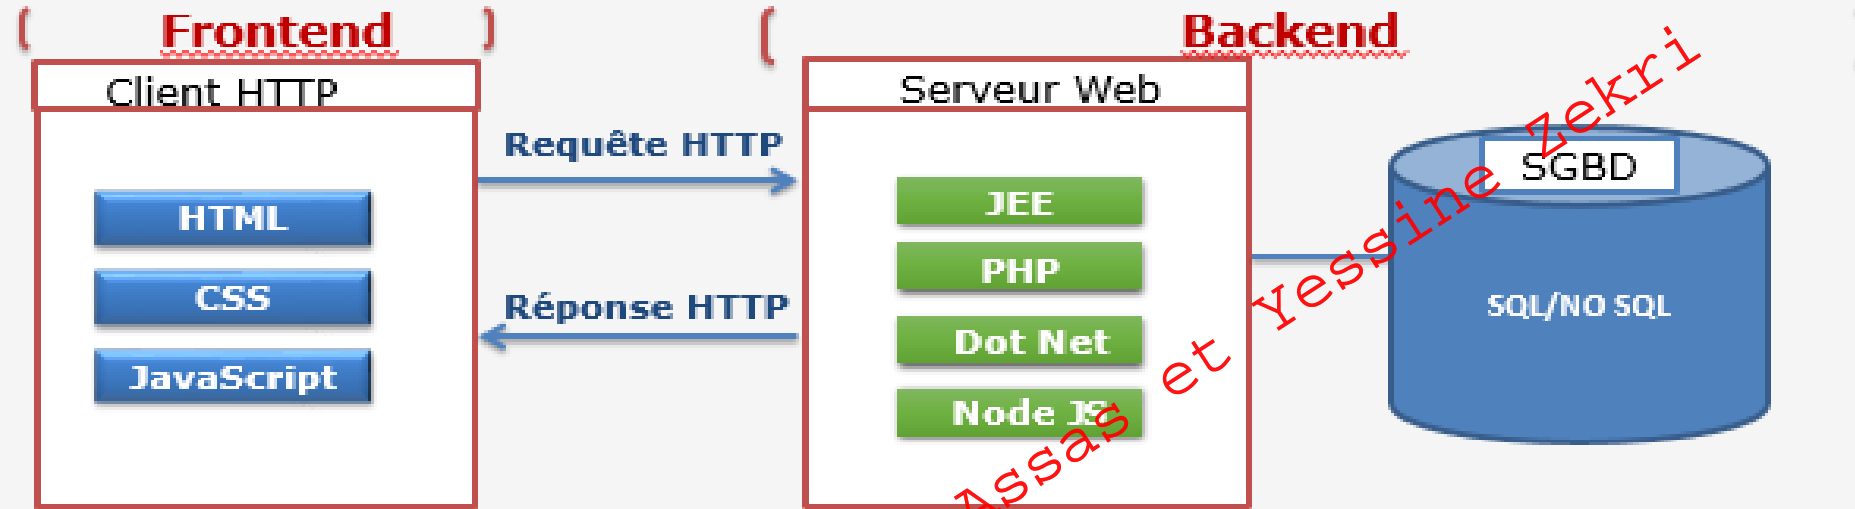 Frontend
Backend
Client HTTP
Serveur Web
Requête HTTP
Réponse HTTP
HTML
CSS
JavaScript
JEE
PHP
Dot Net
Node JS
SGBD
SQL/NO SQL
Assas et Yessine Zekri